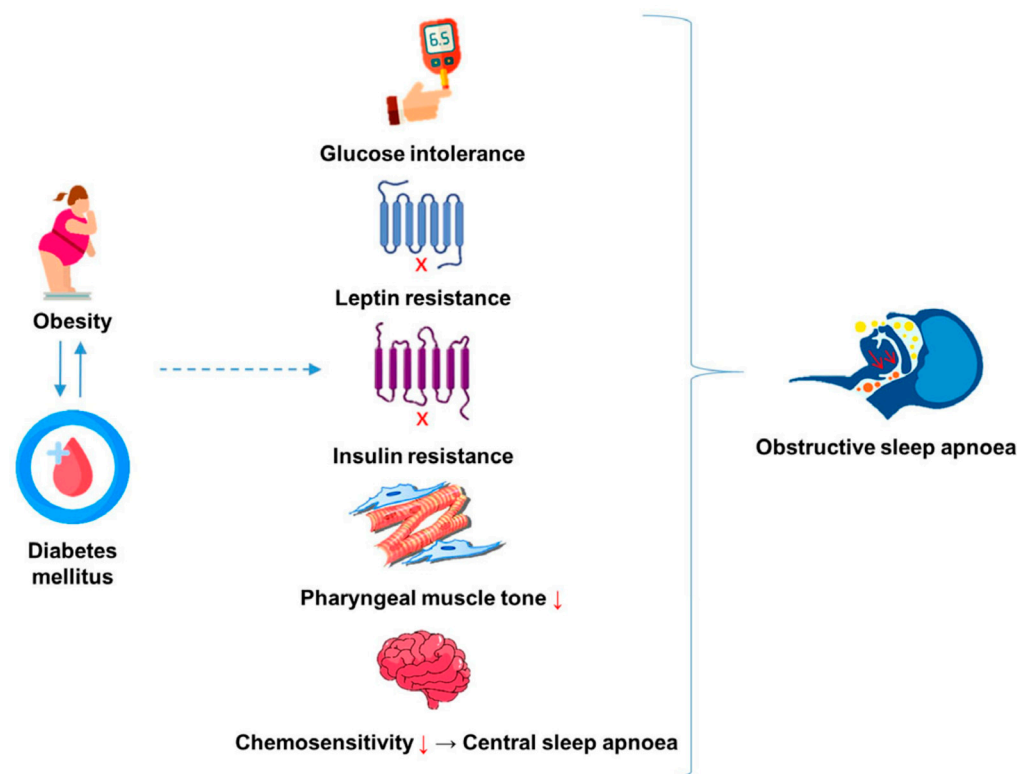 6.5
Glucose intolerance
X
Leptin resistance
Obesity
X
Insulin resistance
Obstructive sleep apnoea
Diabetes
mellitus
Pharyngeal muscle tone ↓
Chemosensitivity ↓ → Central sleep apnoea